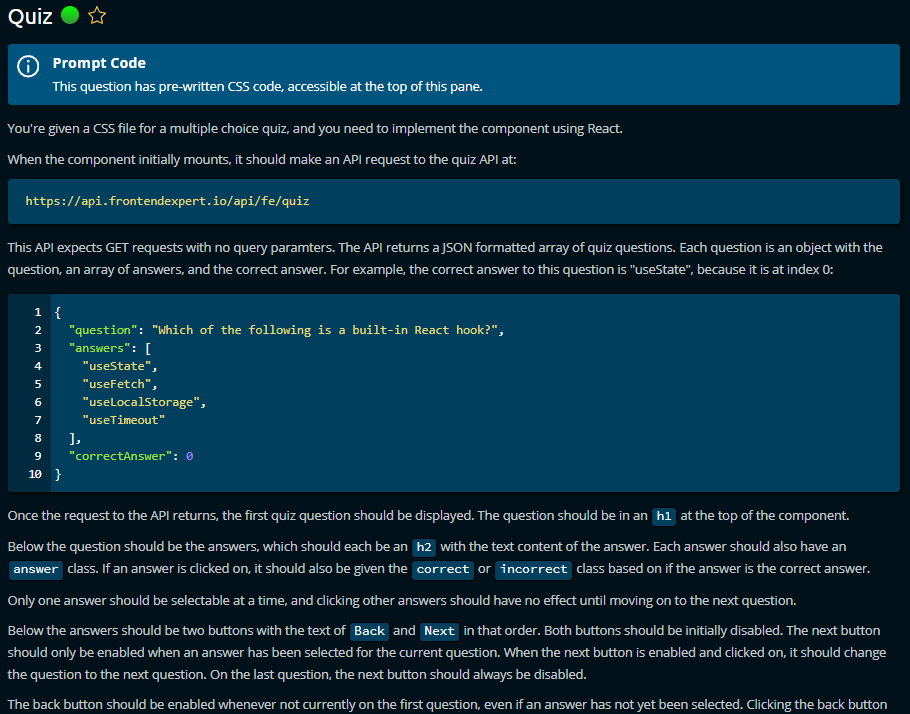 Quiz
Prompt Code
This question has pre-written CSS code, accessible at the top of this pane.
You're given a CSS file for a multiple choice quiz, and you need to implement the component using React.
When the component initially mounts, it should make an API request to the quiz API at:
https://api.frontendexpert.io/api/fe/quiz
This API expects GET requests with no query paramters. The API returns a JSON formatted array of quiz questions. Each question is an object with the
question, an array of answers, and the correct answer. For example, the correct answer to this question is "useState", because it is at index 0:
1 {
2 "question": "Which of the following is a built-in React hook?",
3 "answers": [
4 "useState",
5 "useFetch",
6 "useLocalStorage",
7 "useTimeout"
8 ],
9 "correctAnswer": 0
10 }
Once the request to the API returns, the first quiz question should be displayed. The question should be in an h1 at the top of the component.
Below the question should be the answers, which should each be an h2 with the text content of the answer. Each answer should also have an
answer class. If an answer is clicked on, it should also be given the correct or incorrect class based on if the answer is the correct answer.
Only one answer should be selectable at a time, and clicking other answers should have no effect until moving on to the next question.
Below the answers should be two buttons with the text of Back and Next in that order. Both buttons should be initially disabled. The next button
should only be enabled when an answer has been selected for the current question. When the next button is enabled and clicked on, it should change
the question to the next question. On the last question, the next button should always be disabled.
The back button should be enabled whenever not currently on the first question, even if an answer has not yet been selected. Clicking the back button